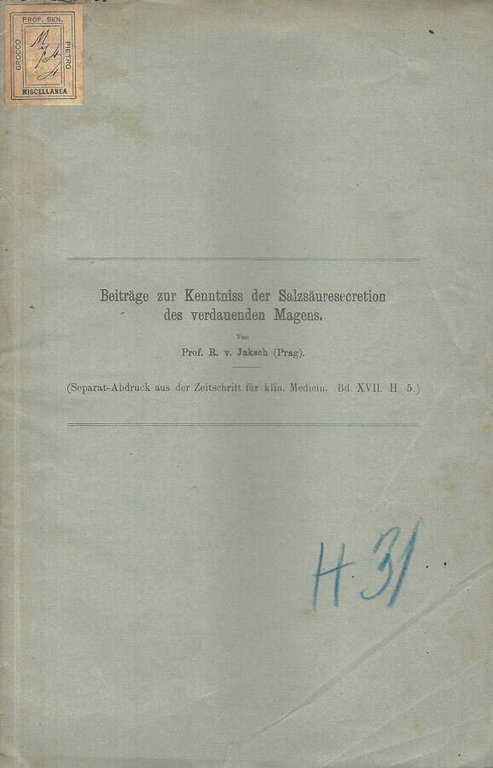 PROF. SEN.
GROCCO
PIETRO
MISCELLANEA
Beiträge zur Kenntniss der Salzsäuresecretion
des verdauenden Magens.
Von
Prof. R. v. Jaksch (Prag).
(Separat-Abdruck aus der Zeitschrift für klin. Medicin. Bd XVII. H. 5.)
H. 31